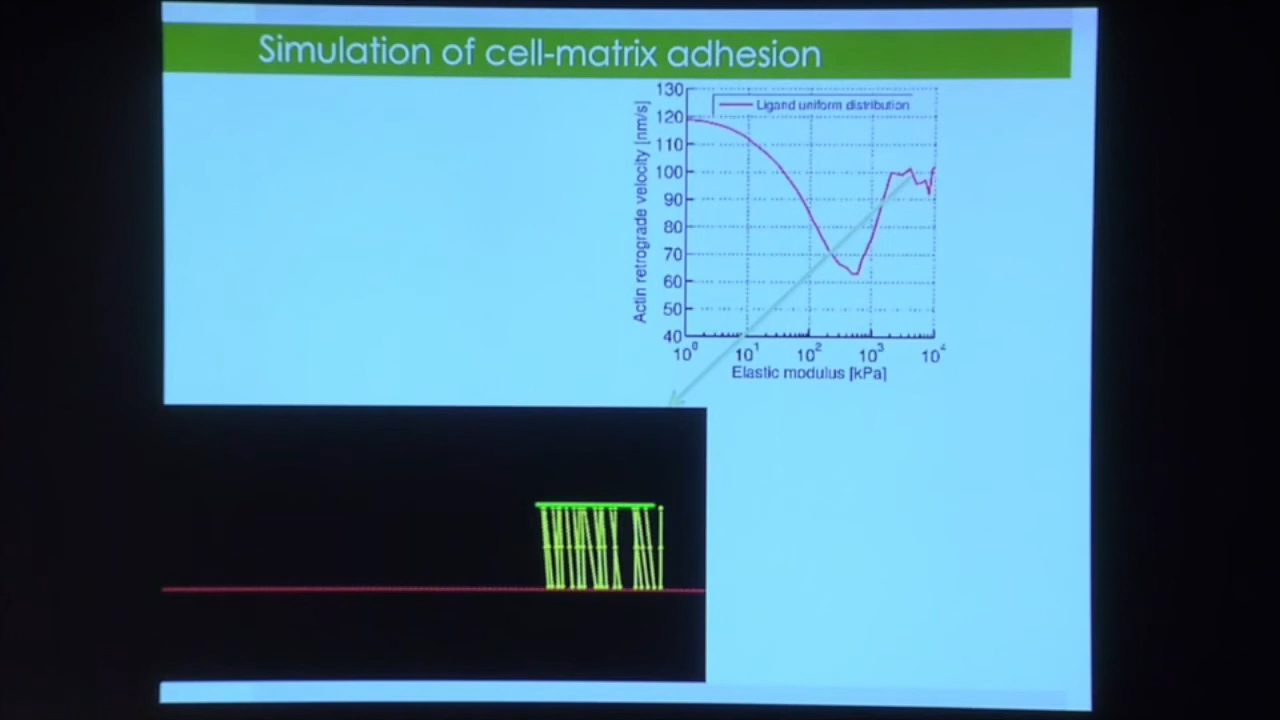 Simulation of cell-matrix adhesion
130
120
110
100
90
80
70
60
50
40
Actin retrograde velocity [nm/s]
Ligand uniform distribution
10⁰ 10¹ 10² 10³ 10⁴
Elastic modulus [kPa]